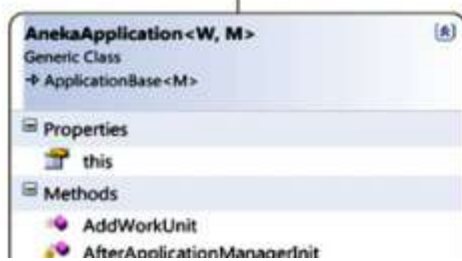 AnekaApplication<W, M>
Generic Class
ApplicationBase<M>
Properties
this
Methods
AddWorkUnit
AfterApplicationManagerInit